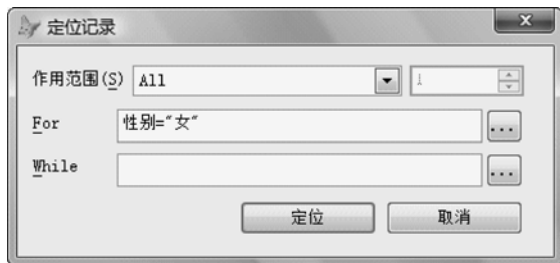 定位记录
作用范围(S) All 1
For 性别="女" ...
While ...
定位 取消